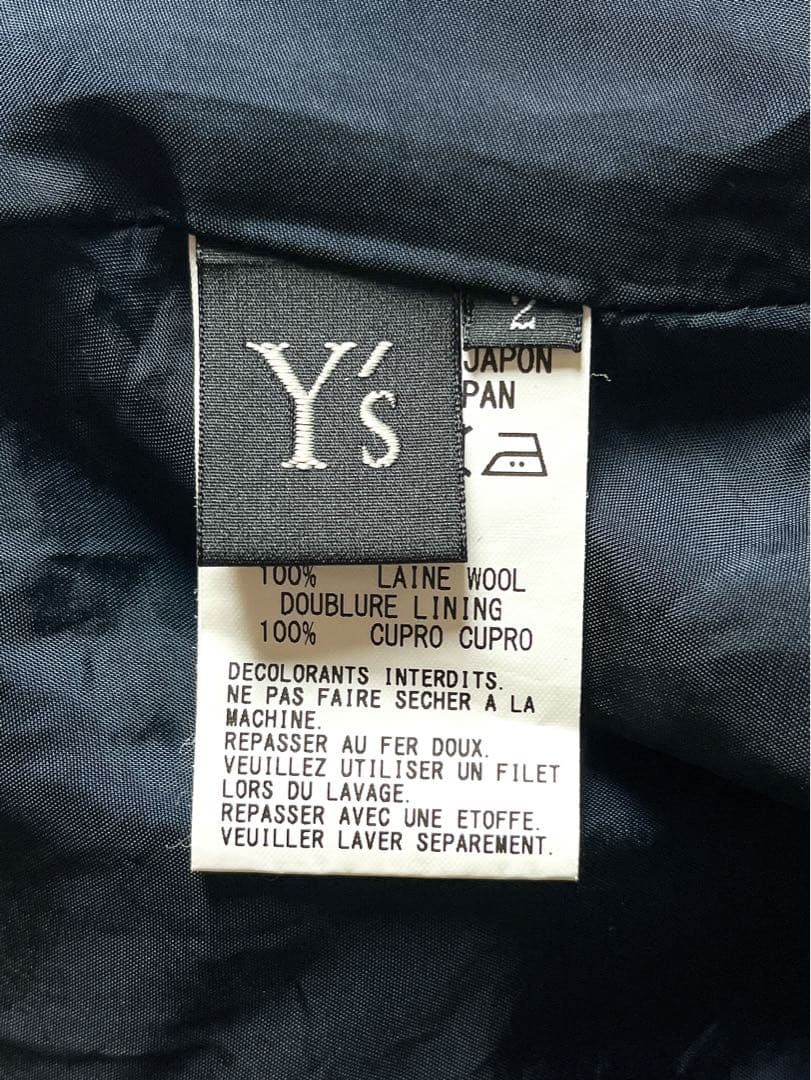 Y's
2
JAPON
PAN
100% LAINE WOOL
DOUBLURE LINING
100% CUPRO CUPRO
DECOLORANTS INTERDITS.
NE PAS FAIRE SECHER A LA
MACHINE.
REPASSER AU FER DOUX.
VEUILLEZ UTILISER UN FILET
LORS DU LAVAGE.
REPASSER AVEC UNE ETOFFE.
VEUILLER LAVER SEPAREMENT.